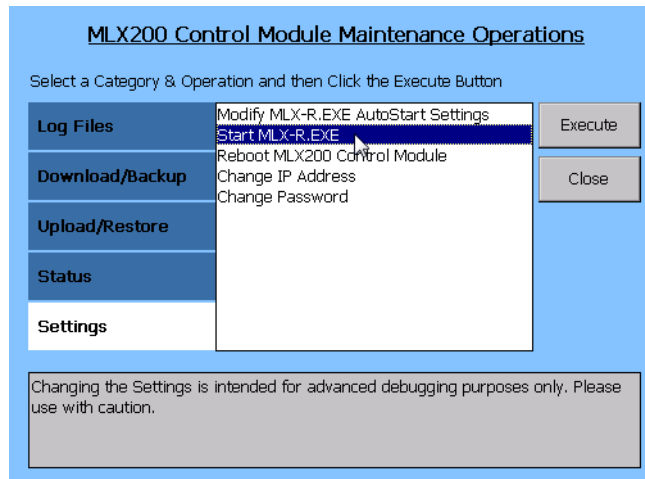 MLX200 Control Module Maintenance Operations
Select a Category & Operation and then Click the Execute Button
Log Files
Download/Backup
Upload/Restore
Status
Settings
Modify MLX-R.EXE AutoStart Settings
Start MLX-R.EXE
Reboot MLX200 Control Module
Change IP Address
Change Password
Execute
Close
Changing the Settings is intended for advanced debugging purposes only. Please
use with caution.